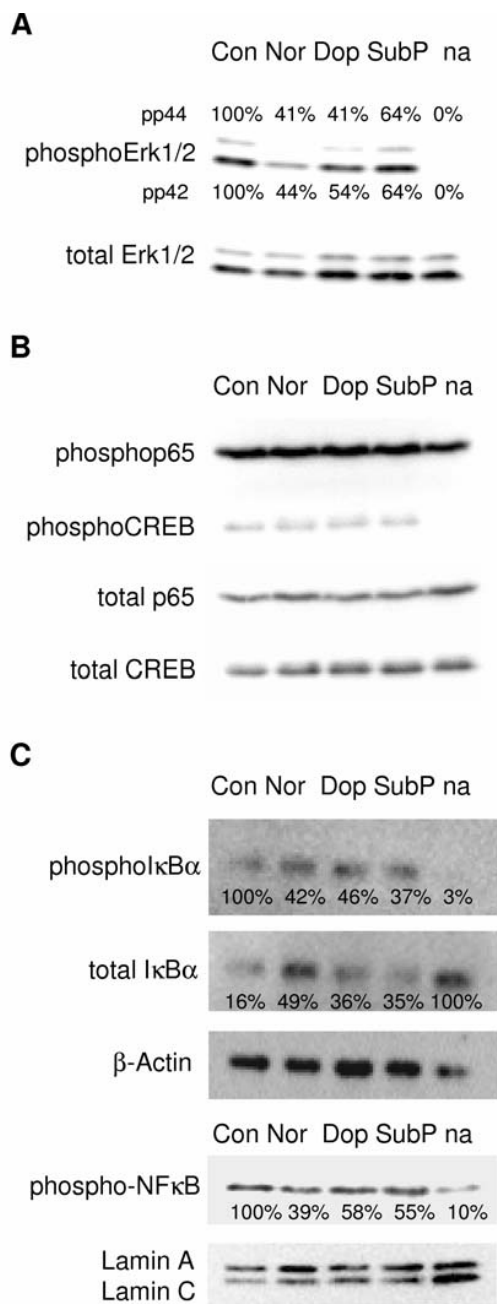 A
Con Nor Dop SubP na
pp44 100% 41% 41% 64% 0%
phosphoErk1/2
pp42 100% 44% 54% 64% 0%
total Erk1/2
B
Con Nor Dop SubP na
phosphop65
phosphoCREB
total p65
total CREB
C
Con Nor Dop SubP na
phosphoIκBα
100% 42% 46% 37% 3%
total IκBα
16% 49% 36% 35% 100%
β-Actin
Con Nor Dop SubP na
phospho-NFκB
100% 39% 58% 55% 10%
Lamin A
Lamin C